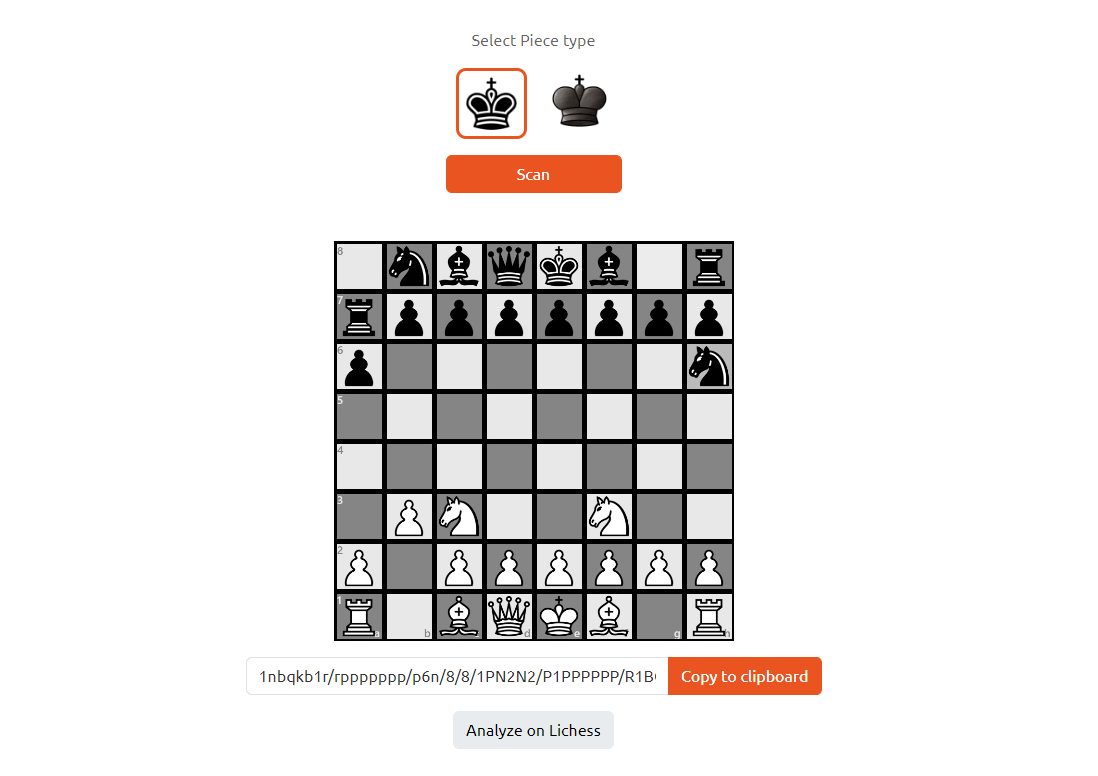 Select Piece type
Scan
8
7
6
5
4
3
2
1
a b d e g h
1nbqkb1r/rppppppp/p6n/8/8/1PN2N2/P1PPPPPP/R1B
Copy to clipboard
Analyze on Lichess